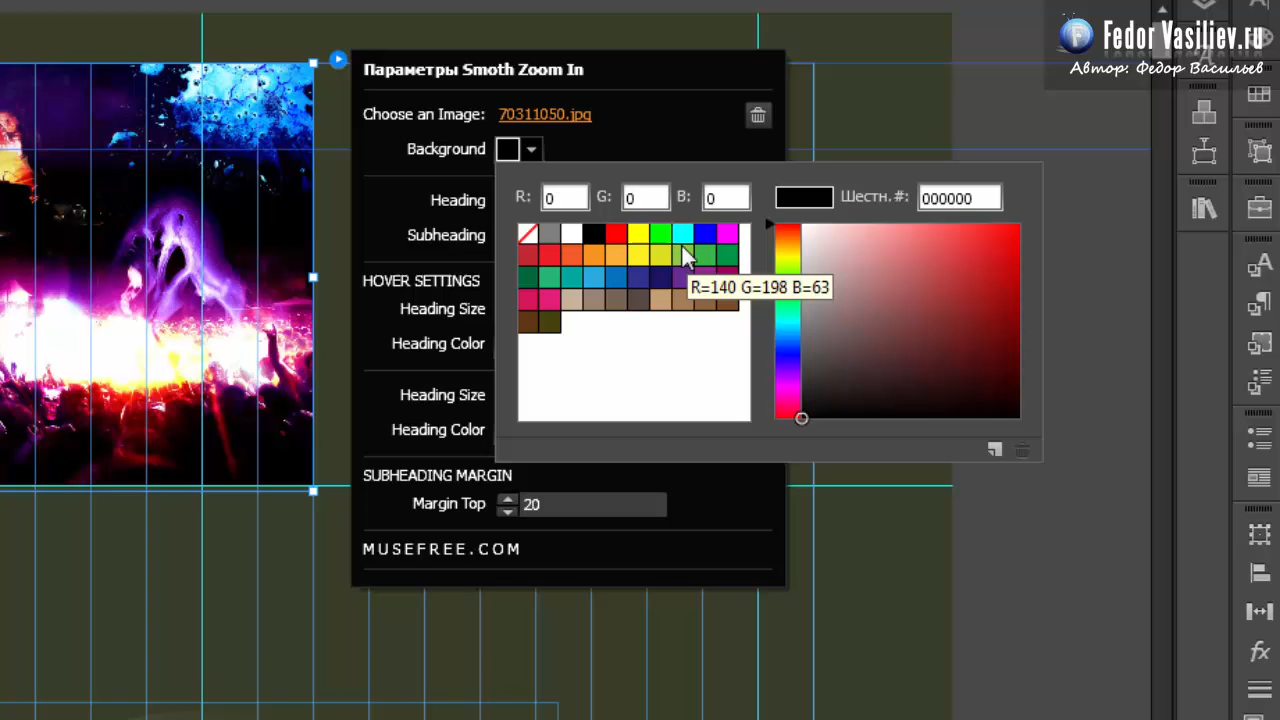 Fedor Vasiliev.ru
Автор: Федор Васильев
Параметры Smoth Zoom In
Choose an Image: 70311050.jpg
Background
R: 0 G: 0 B: 0 Шестн.#: 000000
Heading
Subheading
R=140 G=198 B=63
HOVER SETTINGS
Heading Size
Heading Color
Heading Size
Heading Color
SUBHEADING MARGIN
Margin Top 20
MUSEFREE.COM
fx